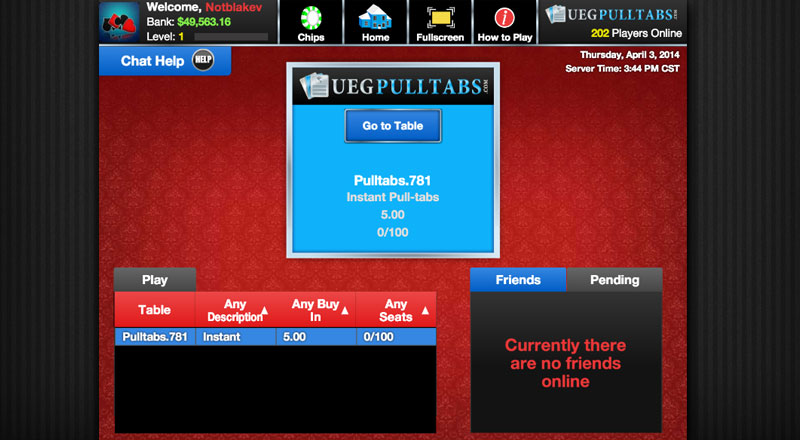 Welcome, Notblakev
Bank: $49,563.16
Level: 1
Chips
Home
Fullscreen
i
How to Play
UEGPULLTABS.COM
202 Players Online
Chat Help HELP
Thursday, April 3, 2014
Server Time: 3:44 PM CST
UEGPULLTABS.COM
Go to Table
Pulltabs.781
Instant Pull-tabs
5.00
0/100
Play
Table Any Description Any Buy In Any Seats
Pulltabs.781 Instant 5.00 0/100
Friends Pending
Currently there
are no friends
online